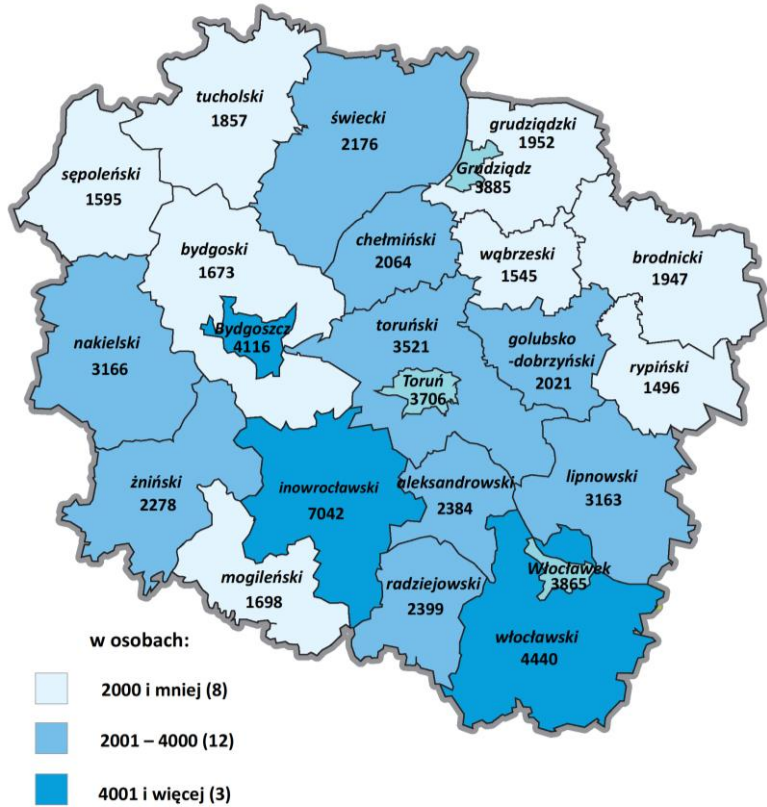 tucholski
1857
świecki
2176
grudziądzki
1952
Grudziądz
3885
sępoleński
1595
bydgoski
1673
chełmiński
2064
wąbrzeski
1545
brodnicki
1947
Bydgoszcz
4116
nakielski
3166
toruński
3521
golubsko
-dobrzyński
2021
rypiński
1496
Toruń
3706
żniński
2278
inowrocławski
7042
aleksandrowski
2384
lipnowski
3163
mogileński
1698
radziejowski
2399
Włocławek
3865
włocławski
4440
w osobach:
2000 i mniej (8)
2001 – 4000 (12)
4001 i więcej (3)